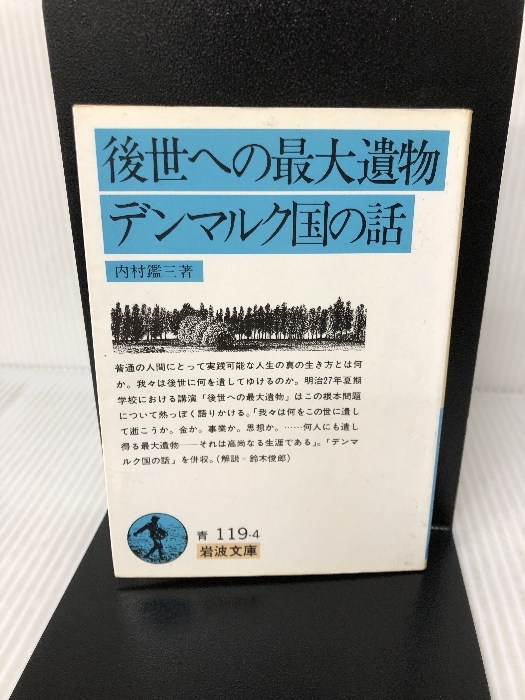 後世への最大遺物
デンマルク国の話
内村鑑三著
普通の人間にとって実践可能な人生の真の生き方とは何
か。我々は後世に何を遺してゆけるのか。明治27年夏期
学校における講演「後世への最大遺物」はこの根本問題
について熱っぽく語りかける。「我々は何をこの世に遺し
て逝こうか。金か。事業か。思想か。……何人にも遺し
得る最大遺物――それは高尚なる生涯である」。「デンマ
ルク国の話」を併収。(解説=鈴木俊郎)
青 119-4
岩波文庫